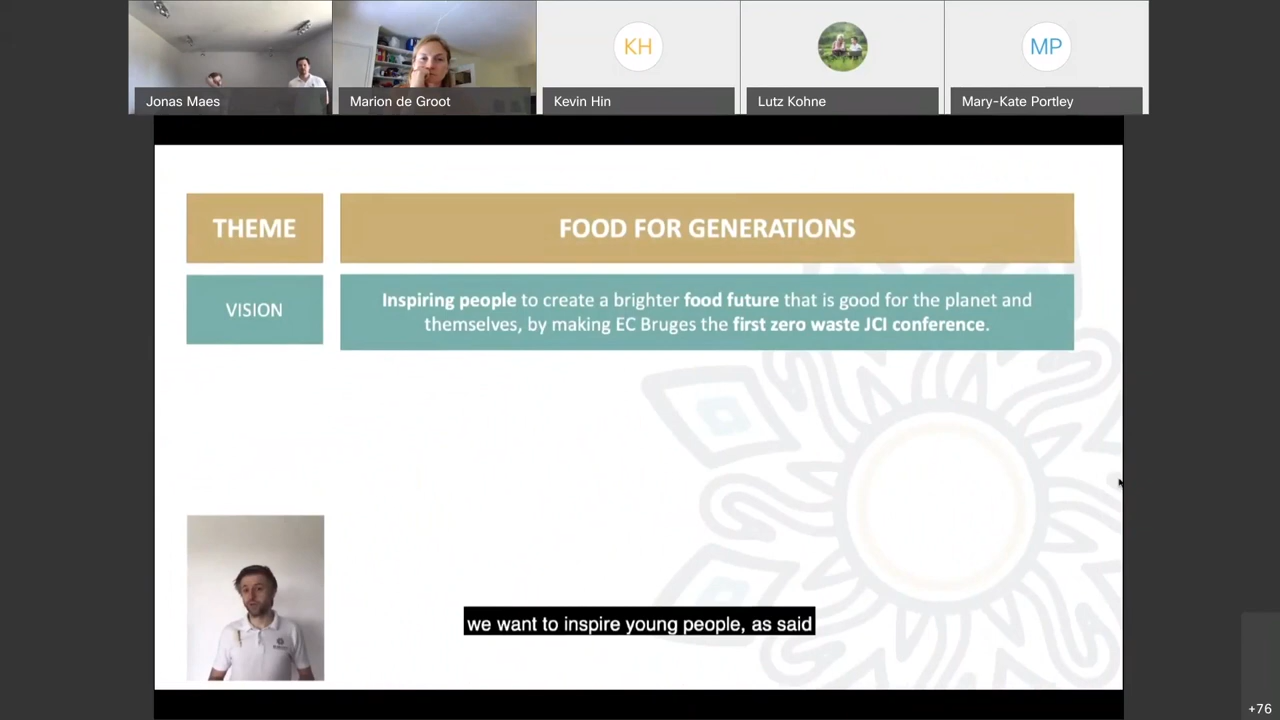 KH
MP
Jonas Maes
Marion de Groot
Kevin Hin
Lutz Kohne
Mary-Kate Portley
THEME
FOOD FOR GENERATIONS
VISION
Inspiring people to create a brighter food future that is good for the planet and
themselves, by making EC Bruges the first zero waste JCI conference.
we want to inspire young people, as said
+76